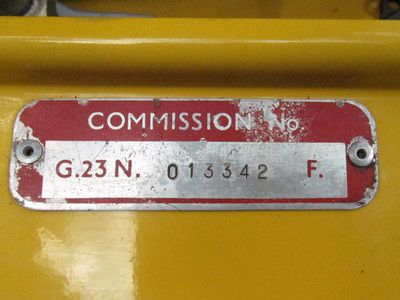 COMMISSION No.
G.23 N. 013342 F.